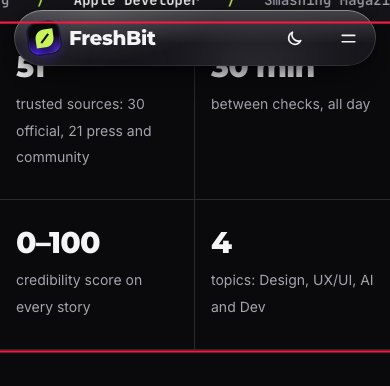 / Apple Developer / Smashing Magazi
FreshBit
51 30 min
trusted sources: 30
official, 21 press and
community
between checks, all day
0–100
credibility score on
every story
4
topics: Design, UX/UI, AI
and Dev